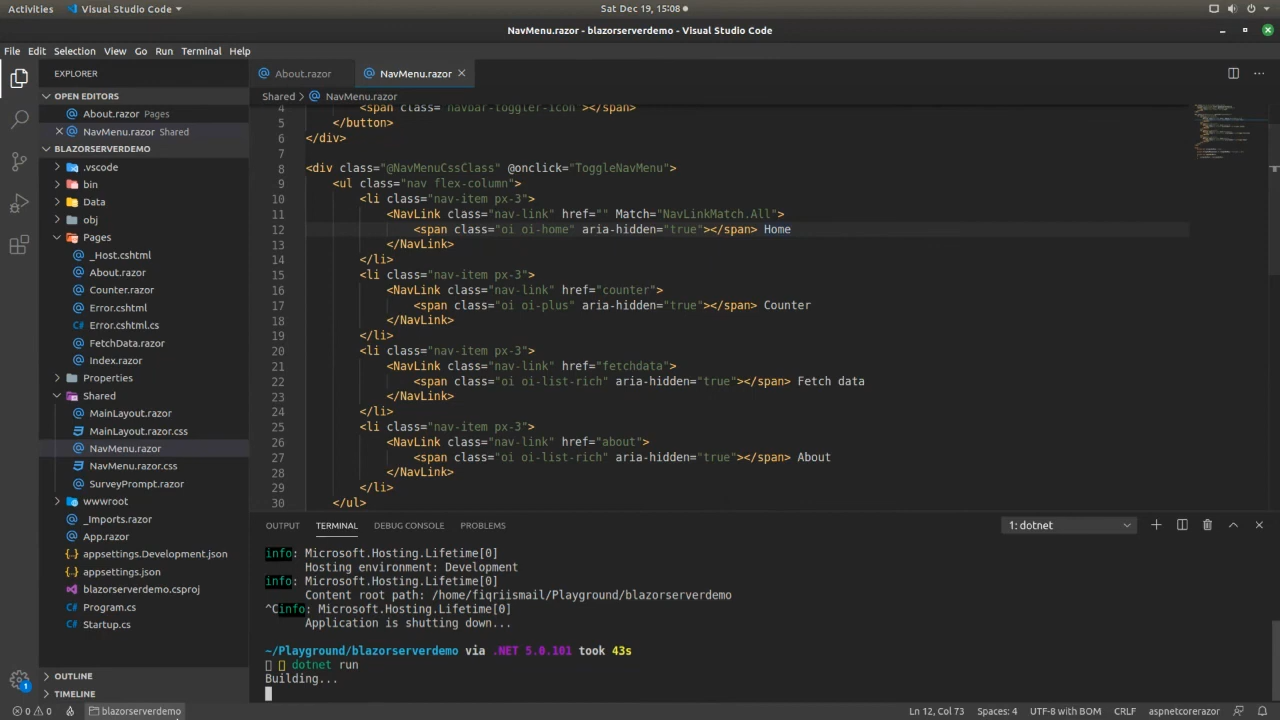 Activities Visual Studio Code Sat Dec 19, 15:08
NavMenu.razor - blazorserverdemo - Visual Studio Code
File Edit Selection View Go Run Terminal Help
EXPLORER
OPEN EDITORS
About.razor Pages
NavMenu.razor Shared
BLAZORSERVERDEMO
.vscode
bin
Data
obj
Pages
_Host.cshtml
About.razor
Counter.razor
Error.cshtml
Error.cshtml.cs
FetchData.razor
Index.razor
Properties
Shared
MainLayout.razor
MainLayout.razor.css
NavMenu.razor
NavMenu.razor.css
SurveyPrompt.razor
wwwroot
_Imports.razor
App.razor
appsettings.Development.json
appsettings.json
blazorserverdemo.csproj
Program.cs
Startup.cs
OUTLINE
TIMELINE
About.razor NavMenu.razor
Shared > NavMenu.razor
4 <span class="navbar-toggler-icon"></span>
5 </button>
6 </div>
7
8 <div class="@NavMenuCssClass" @onclick="ToggleNavMenu">
9 <ul class="nav flex-column">
10 <li class="nav-item px-3">
11 <NavLink class="nav-link" href="" Match="NavLinkMatch.All">
12 <span class="oi oi-home" aria-hidden="true"></span> Home
13 </NavLink>
14 </li>
15 <li class="nav-item px-3">
16 <NavLink class="nav-link" href="counter">
17 <span class="oi oi-plus" aria-hidden="true"></span> Counter
18 </NavLink>
19 </li>
20 <li class="nav-item px-3">
21 <NavLink class="nav-link" href="fetchdata">
22 <span class="oi oi-list-rich" aria-hidden="true"></span> Fetch data
23 </NavLink>
24 </li>
25 <li class="nav-item px-3">
26 <NavLink class="nav-link" href="about">
27 <span class="oi oi-list-rich" aria-hidden="true"></span> About
28 </NavLink>
29 </li>
30 </ul>
OUTPUT TERMINAL DEBUG CONSOLE PROBLEMS 1: dotnet
info: Microsoft.Hosting.Lifetime[0]
Hosting environment: Development
info: Microsoft.Hosting.Lifetime[0]
Content root path: /home/fiqriismail/Playground/blazorserverdemo
^Cinfo: Microsoft.Hosting.Lifetime[0]
Application is shutting down...
~/Playground/blazorserverdemo via .NET 5.0.101 took 43s
dotnet run
Building...
1
0 0 blazorserverdemo Ln 12, Col 73 Spaces: 4 UTF-8 with BOM CRLF aspnetcorerazor